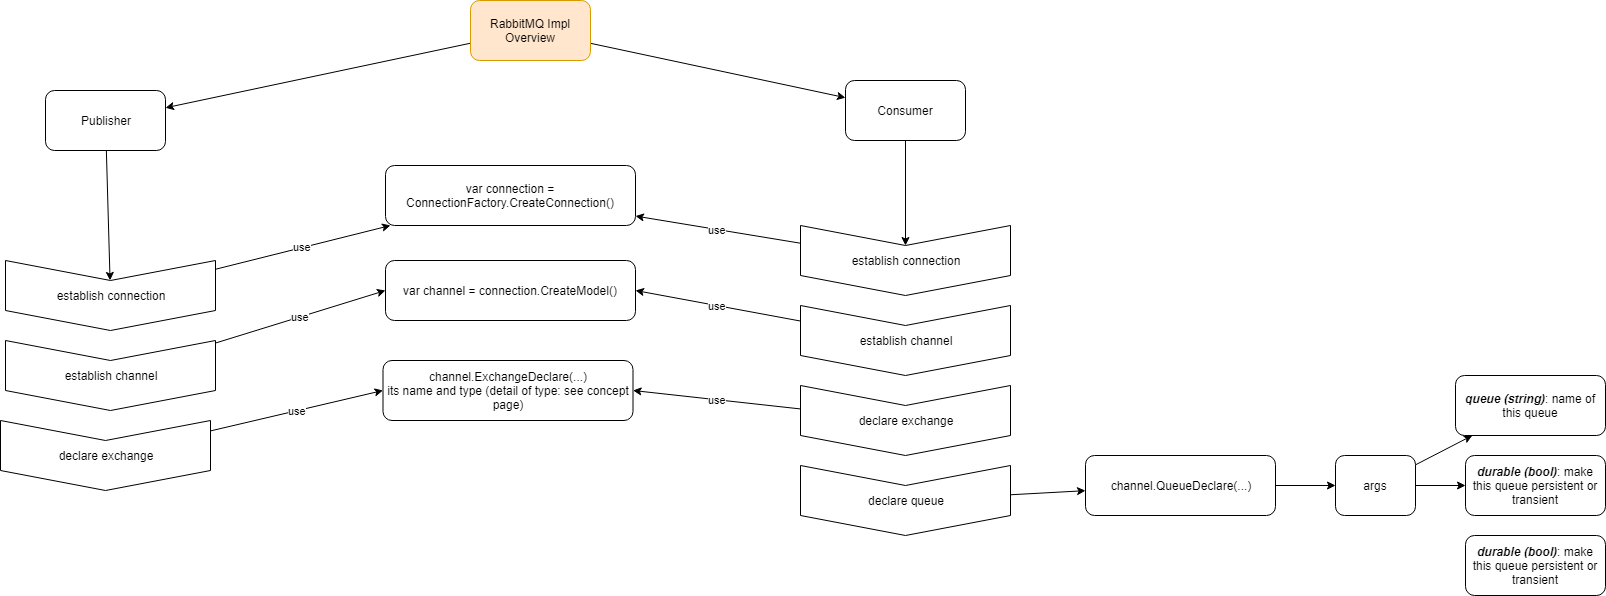 RabbitMQ Impl
Overview
Publisher
Consumer
var connection =
ConnectionFactory.CreateConnection()
use
use
establish connection
establish connection
var channel = connection.CreateModel()
use
use
establish channel
establish channel
channel.ExchangeDeclare(...)
its name and type (detail of type: see concept
page)
use
use
declare exchange
declare exchange
declare queue
channel.QueueDeclare(...)
args
queue (string): name of
this queue
durable (bool): make
this queue persistent or
transient
durable (bool): make
this queue persistent or
transient